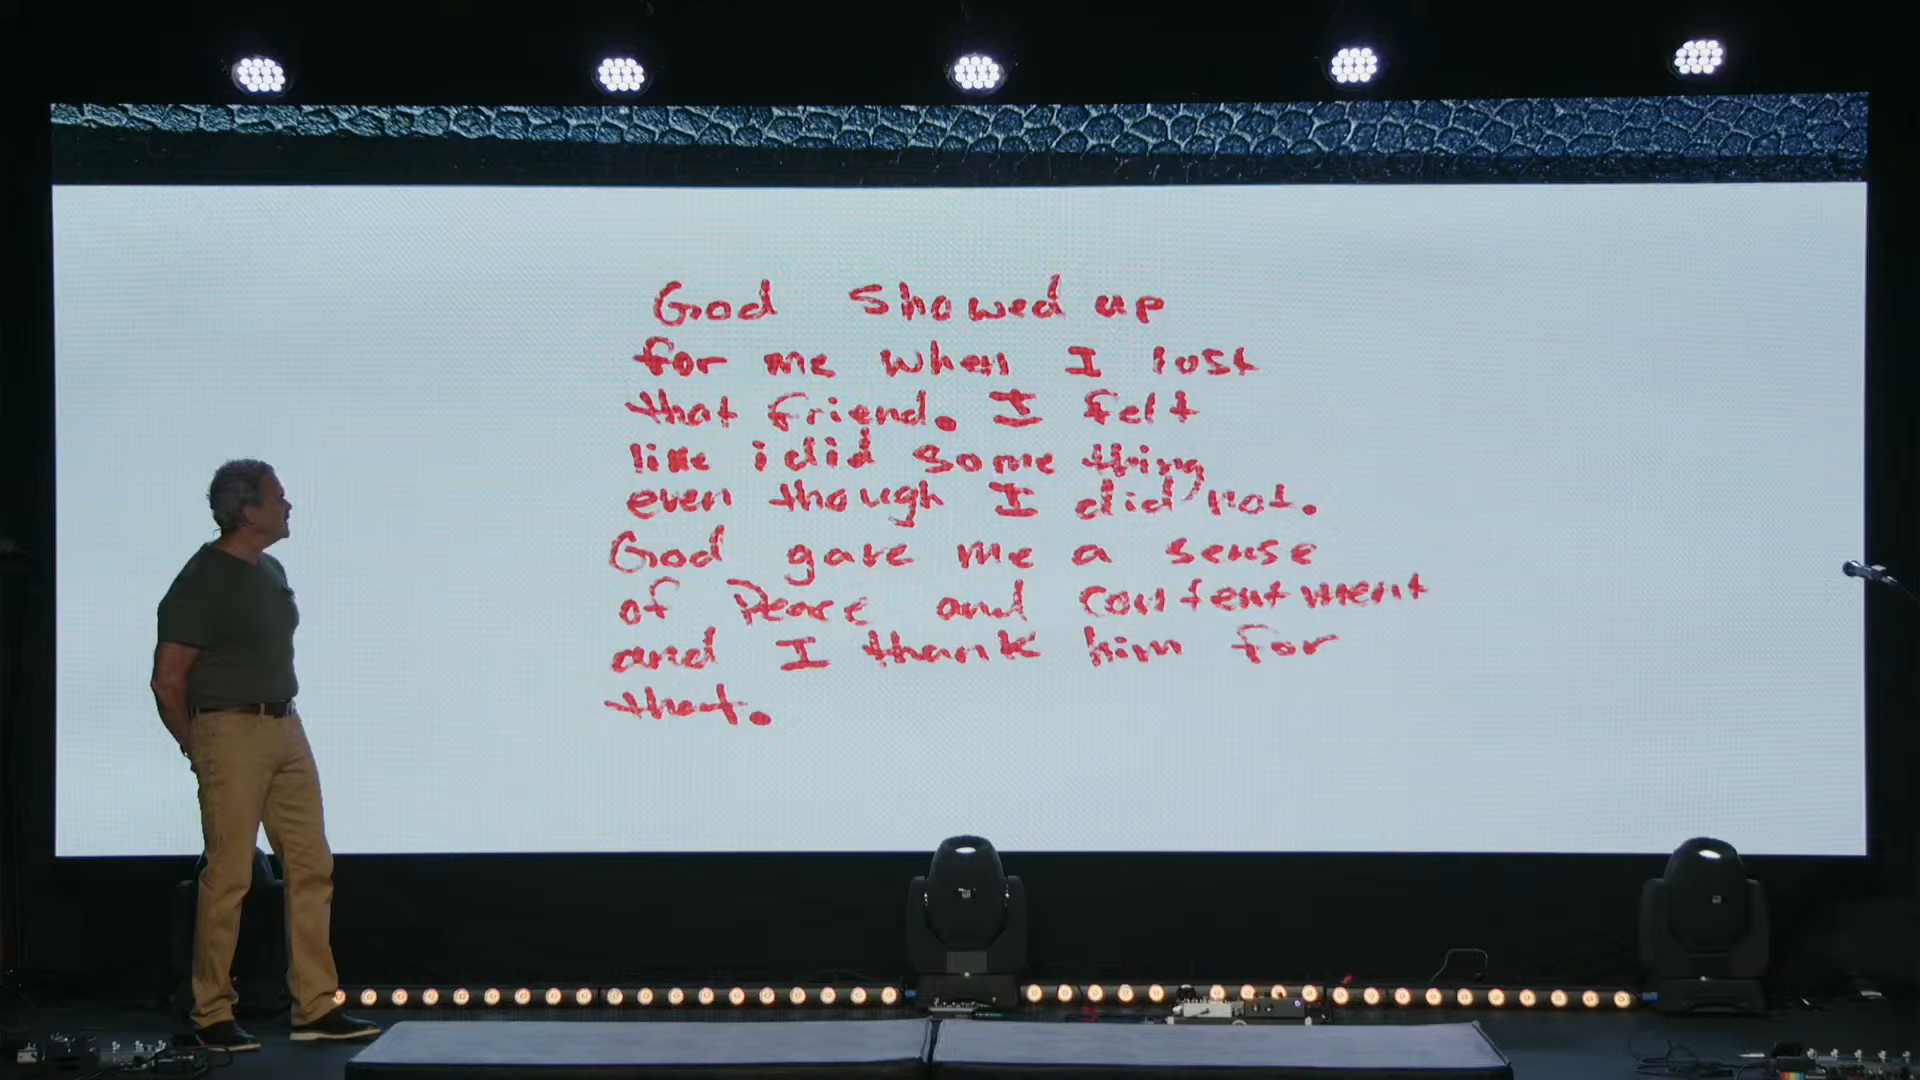 God Showed up
for me when I lost
that friend. I felt
like i did some thing,
even though I did not.
God gave me a sense
of Peace and contentment
and I thank him for
that.